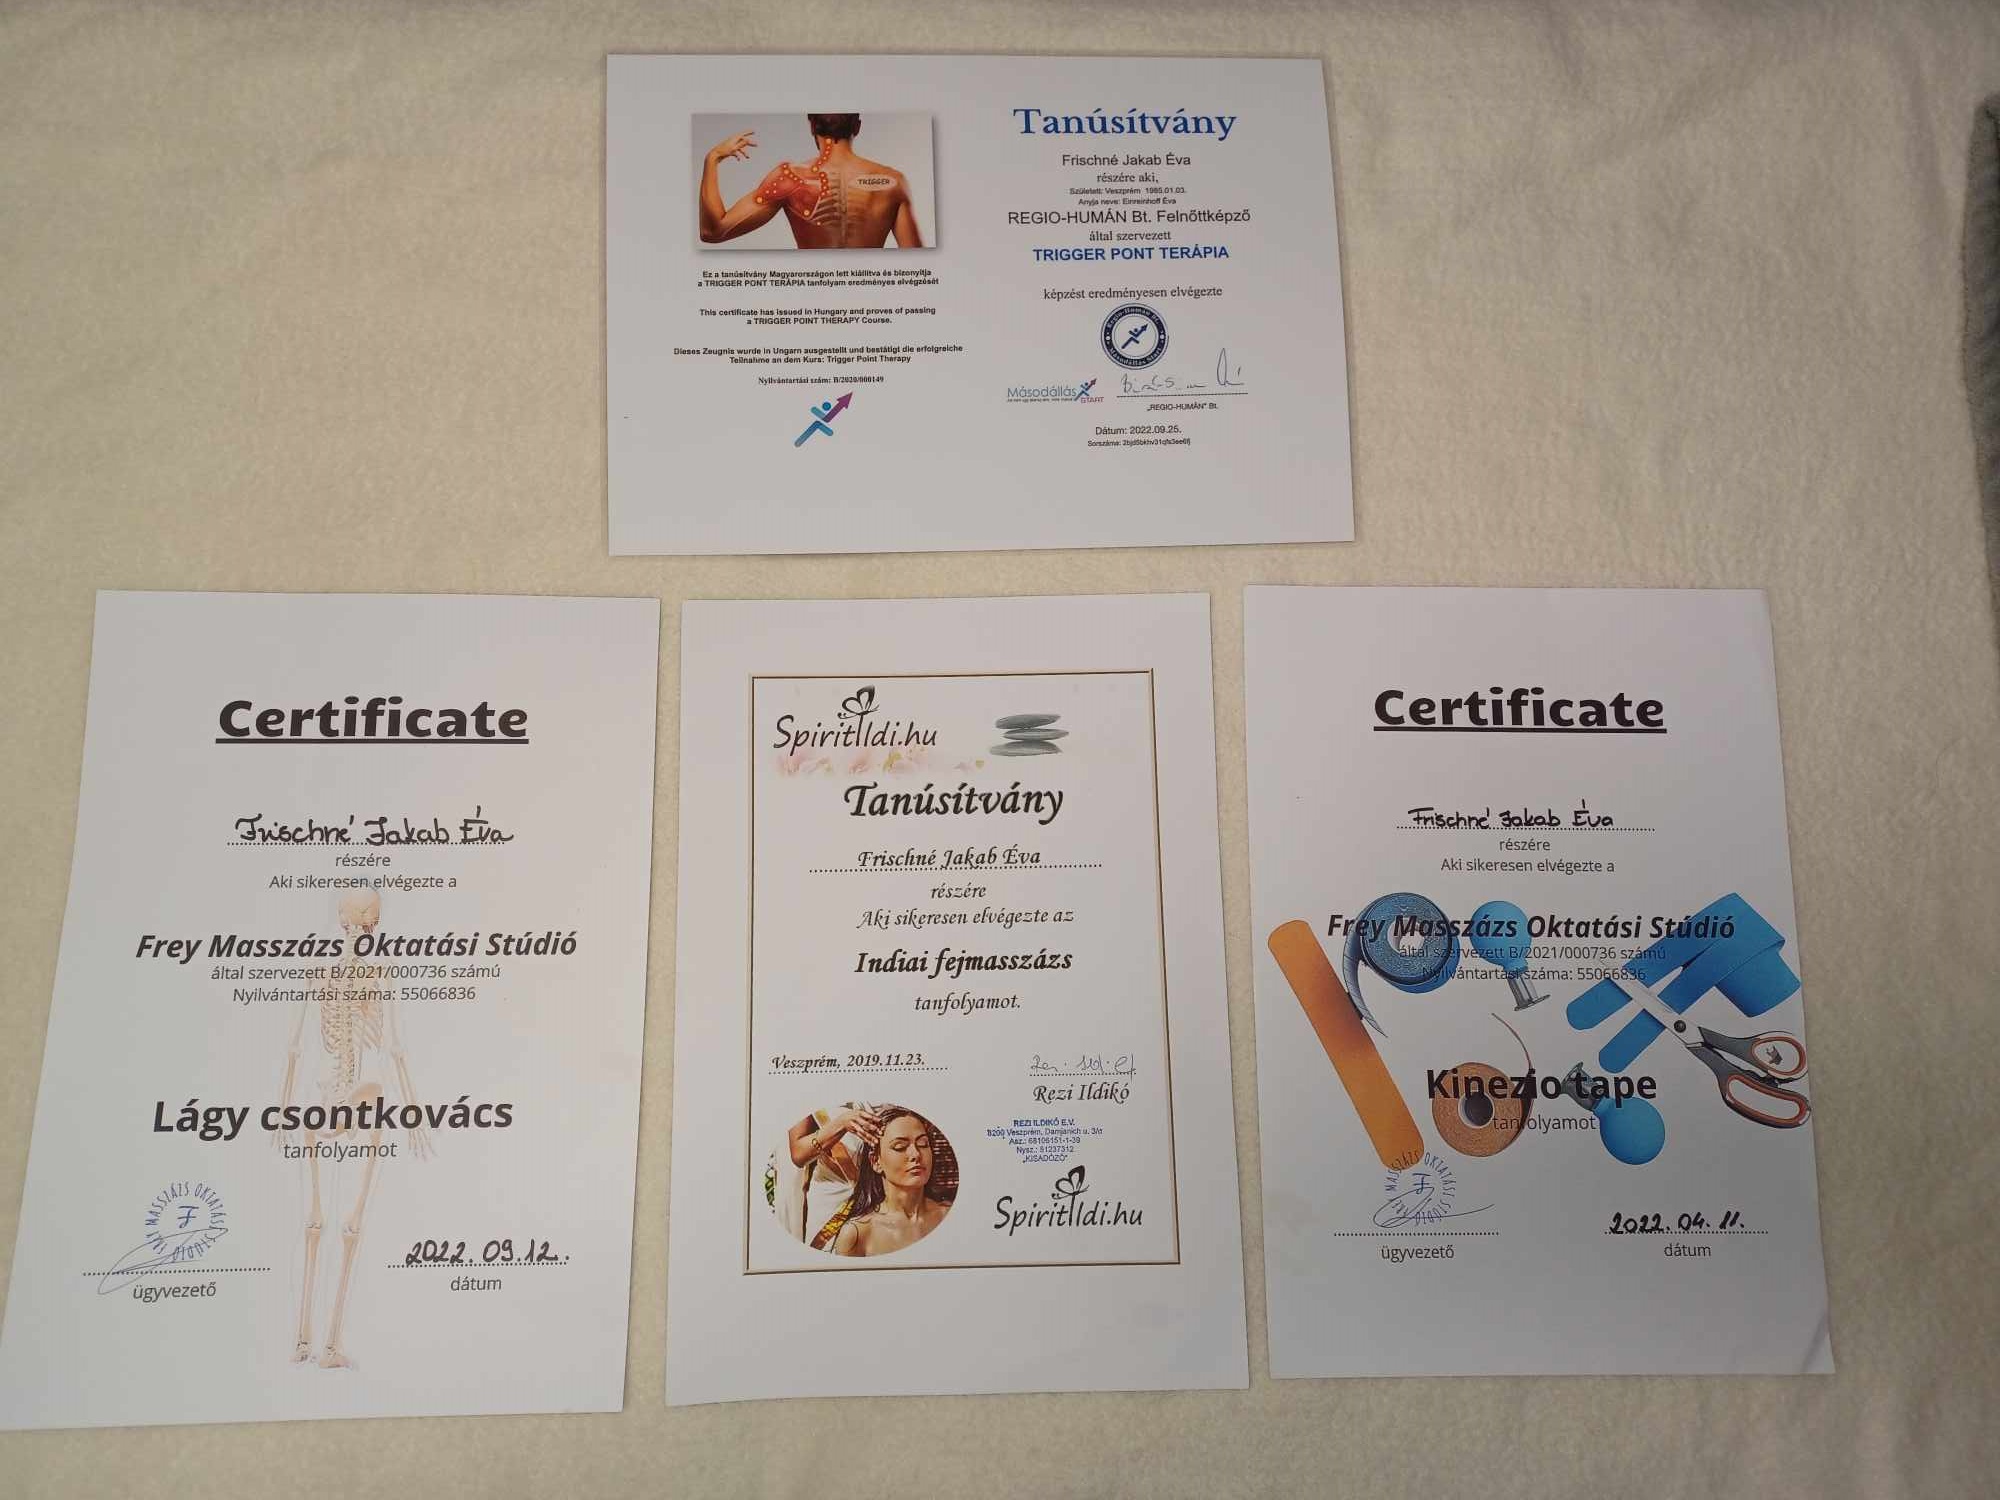 TRIGGER
Ez a tanúsítvány Magyarországon lett kiállítva és bizonyítja
a TRIGGER PONT TERÁPIA tanfolyam eredményes elvégzését
This certificate has issued in Hungary and proves of passing
a TRIGGER POINT THERAPY Course.
Dieses Zeugnis wurde in Ungarn ausgestellt und bestätigt die erfolgreiche
Teilnahme an dem Kurs: Trigger Point Therapy
Nyilvántartási szám: B/2020/000149
Tanúsítvány
Frischné Jakab Éva
részére aki,
Született: Veszprém 1985.01.03.
Anyja neve: Einreinhoff Éva
REGIO-HUMÁN Bt. Felnőttképző
által szervezett
TRIGGER PONT TERÁPIA
képzést eredményesen elvégezte
Regio-Humán Bt.
Másodállás Start
Másodállás
START
„REGIO-HUMÁN" Bt.
Dátum: 2022.09.25.
Certificate
Frischné Jakab Éva
részére
Aki sikeresen elvégezte a
Frey Masszázs Oktatási Stúdió
által szervezett B/2021/000736 számú
Nyilvántartási száma: 55066836
Lágy csontkovács
tanfolyamot
FREY MASSZÁZS OKTATÁSI STÚDIÓ
ügyvezető
2022.09.12.
dátum
SpiritIldi.hu
Tanúsítvány
Frischné Jakab Éva
részére
Aki sikeresen elvégezte az
Indiai fejmasszázs
tanfolyamot.
Veszprém, 2019.11.23.
Rezi Ildikó
REZI ILDIKÓ E.V.
8200 Veszprém, Damjanich u. 3/a
Asz.: 68106151-1-39
Nysz.: 51237312
„KISADÓZÓ"
SpiritIldi.hu
Certificate
Frischné Jakab Éva
részére
Aki sikeresen elvégezte a
Frey Masszázs Oktatási Stúdió
által szervezett B/2021/000736 számú
Nyilvántartási száma: 55066836
Kinezio tape
tanfolyamot
FREY MASSZÁZS OKTATÁSI STÚDIÓ
ügyvezető
2022.04.11.
dátum